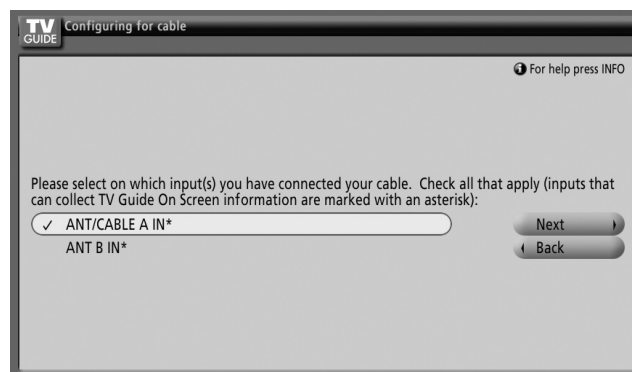 TV
GUIDE
Configuring for cable
For help press INFO
Please select on which input(s) you have connected your cable. Check all that apply (inputs that
can collect TV Guide On Screen information are marked with an asterisk):
✓ ANT/CABLE A IN*
Next
ANT B IN*
Back